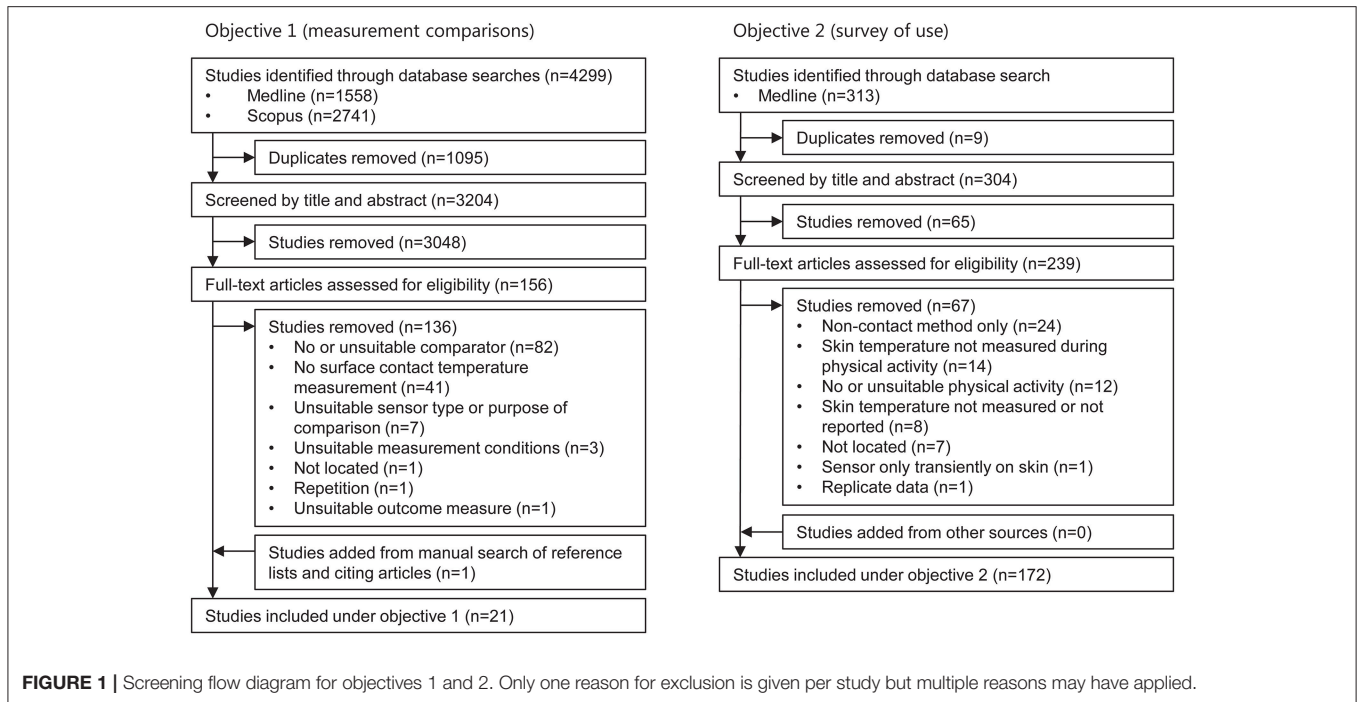 Objective 1 (measurement comparisons)
Studies identified through database searches (n=4299)
• Medline (n=1558)
• Scopus (n=2741)
Duplicates removed (n=1095)
Screened by title and abstract (n=3204)
Studies removed (n=3048)
Full-text articles assessed for eligibility (n=156)
Studies removed (n=136)
• No or unsuitable comparator (n=82)
• No surface contact temperature
measurement (n=41)
• Unsuitable sensor type or purpose of
comparison (n=7)
• Unsuitable measurement conditions (n=3)
• Not located (n=1)
• Repetition (n=1)
• Unsuitable outcome measure (n=1)
Studies added from manual search of reference
lists and citing articles (n=1)
Studies included under objective 1 (n=21)
Objective 2 (survey of use)
Studies identified through database search
• Medline (n=313)
Duplicates removed (n=9)
Screened by title and abstract (n=304)
Studies removed (n=65)
Full-text articles assessed for eligibility (n=239)
Studies removed (n=67)
• Non-contact method only (n=24)
• Skin temperature not measured during
physical activity (n=14)
• No or unsuitable physical activity (n=12)
• Skin temperature not measured or not
reported (n=8)
• Not located (n=7)
• Sensor only transiently on skin (n=1)
• Replicate data (n=1)
Studies added from other sources (n=0)
Studies included under objective 2 (n=172)
FIGURE 1 | Screening flow diagram for objectives 1 and 2. Only one reason for exclusion is given per study but multiple reasons may have applied.